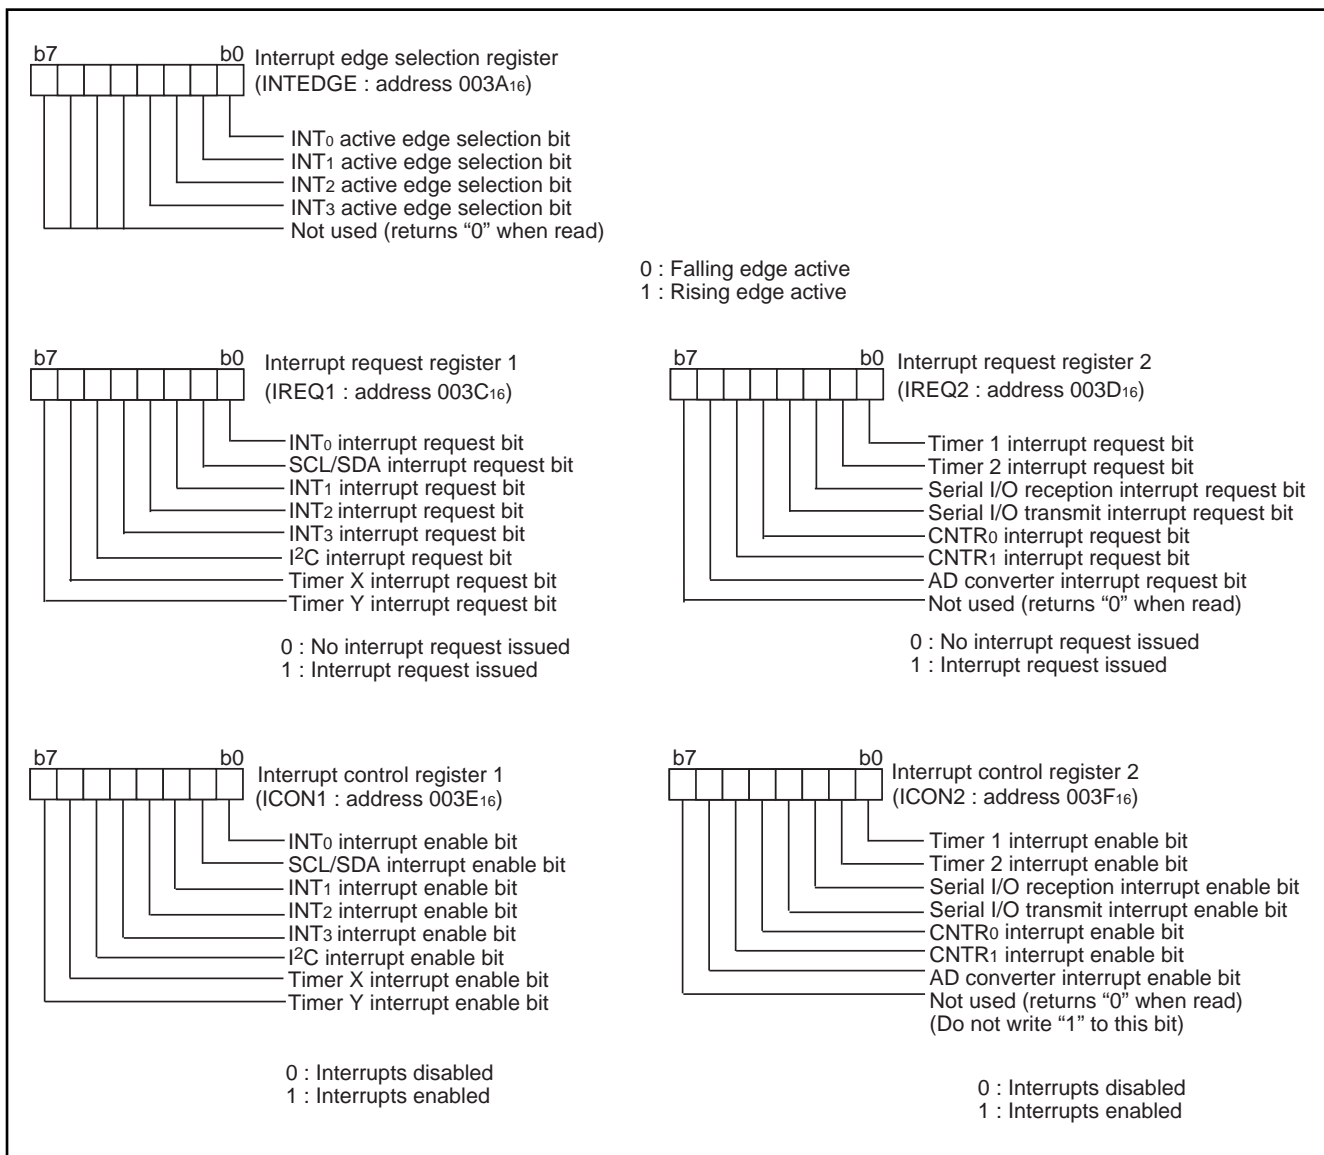 b7 b0 Interrupt edge selection register
(INTEDGE : address 003A16)
INT0 active edge selection bit
INT1 active edge selection bit
INT2 active edge selection bit
INT3 active edge selection bit
Not used (returns “0” when read)
0 : Falling edge active
1 : Rising edge active
b7 b0 Interrupt request register 1
(IREQ1 : address 003C16)
INT0 interrupt request bit
SCL/SDA interrupt request bit
INT1 interrupt request bit
INT2 interrupt request bit
INT3 interrupt request bit
I2C interrupt request bit
Timer X interrupt request bit
Timer Y interrupt request bit
0 : No interrupt request issued
1 : Interrupt request issued
b7 b0 Interrupt request register 2
(IREQ2 : address 003D16)
Timer 1 interrupt request bit
Timer 2 interrupt request bit
Serial I/O reception interrupt request bit
Serial I/O transmit interrupt request bit
CNTR0 interrupt request bit
CNTR1 interrupt request bit
AD converter interrupt request bit
Not used (returns “0” when read)
0 : No interrupt request issued
1 : Interrupt request issued
b7 b0 Interrupt control register 1
(ICON1 : address 003E16)
INT0 interrupt enable bit
SCL/SDA interrupt enable bit
INT1 interrupt enable bit
INT2 interrupt enable bit
INT3 interrupt enable bit
I2C interrupt enable bit
Timer X interrupt enable bit
Timer Y interrupt enable bit
0 : Interrupts disabled
1 : Interrupts enabled
b7 b0 Interrupt control register 2
(ICON2 : address 003F16)
Timer 1 interrupt enable bit
Timer 2 interrupt enable bit
Serial I/O reception interrupt enable bit
Serial I/O transmit interrupt enable bit
CNTR0 interrupt enable bit
CNTR1 interrupt enable bit
AD converter interrupt enable bit
Not used (returns “0” when read)
(Do not write “1” to this bit)
0 : Interrupts disabled
1 : Interrupts enabled